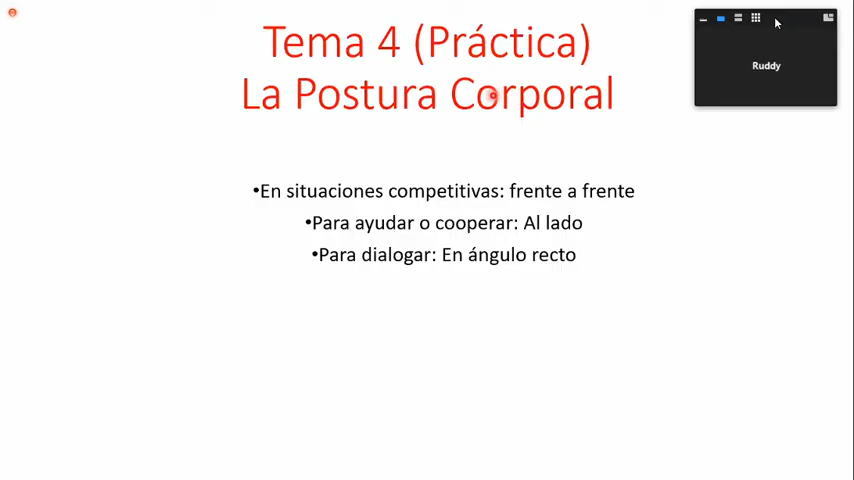 Tema 4 (Práctica)
La Postura Corporal
Ruddy
•En situaciones competitivas: frente a frente
•Para ayudar o cooperar: Al lado
•Para dialogar: En ángulo recto